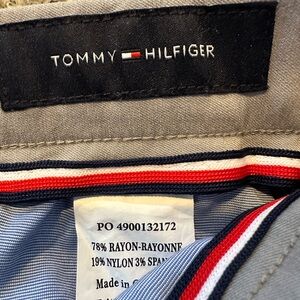 TOMMY HILFIGER
PO 4900132172
78% RAYON-RAYONNE
19% NYLON 3% SPAN
Made in